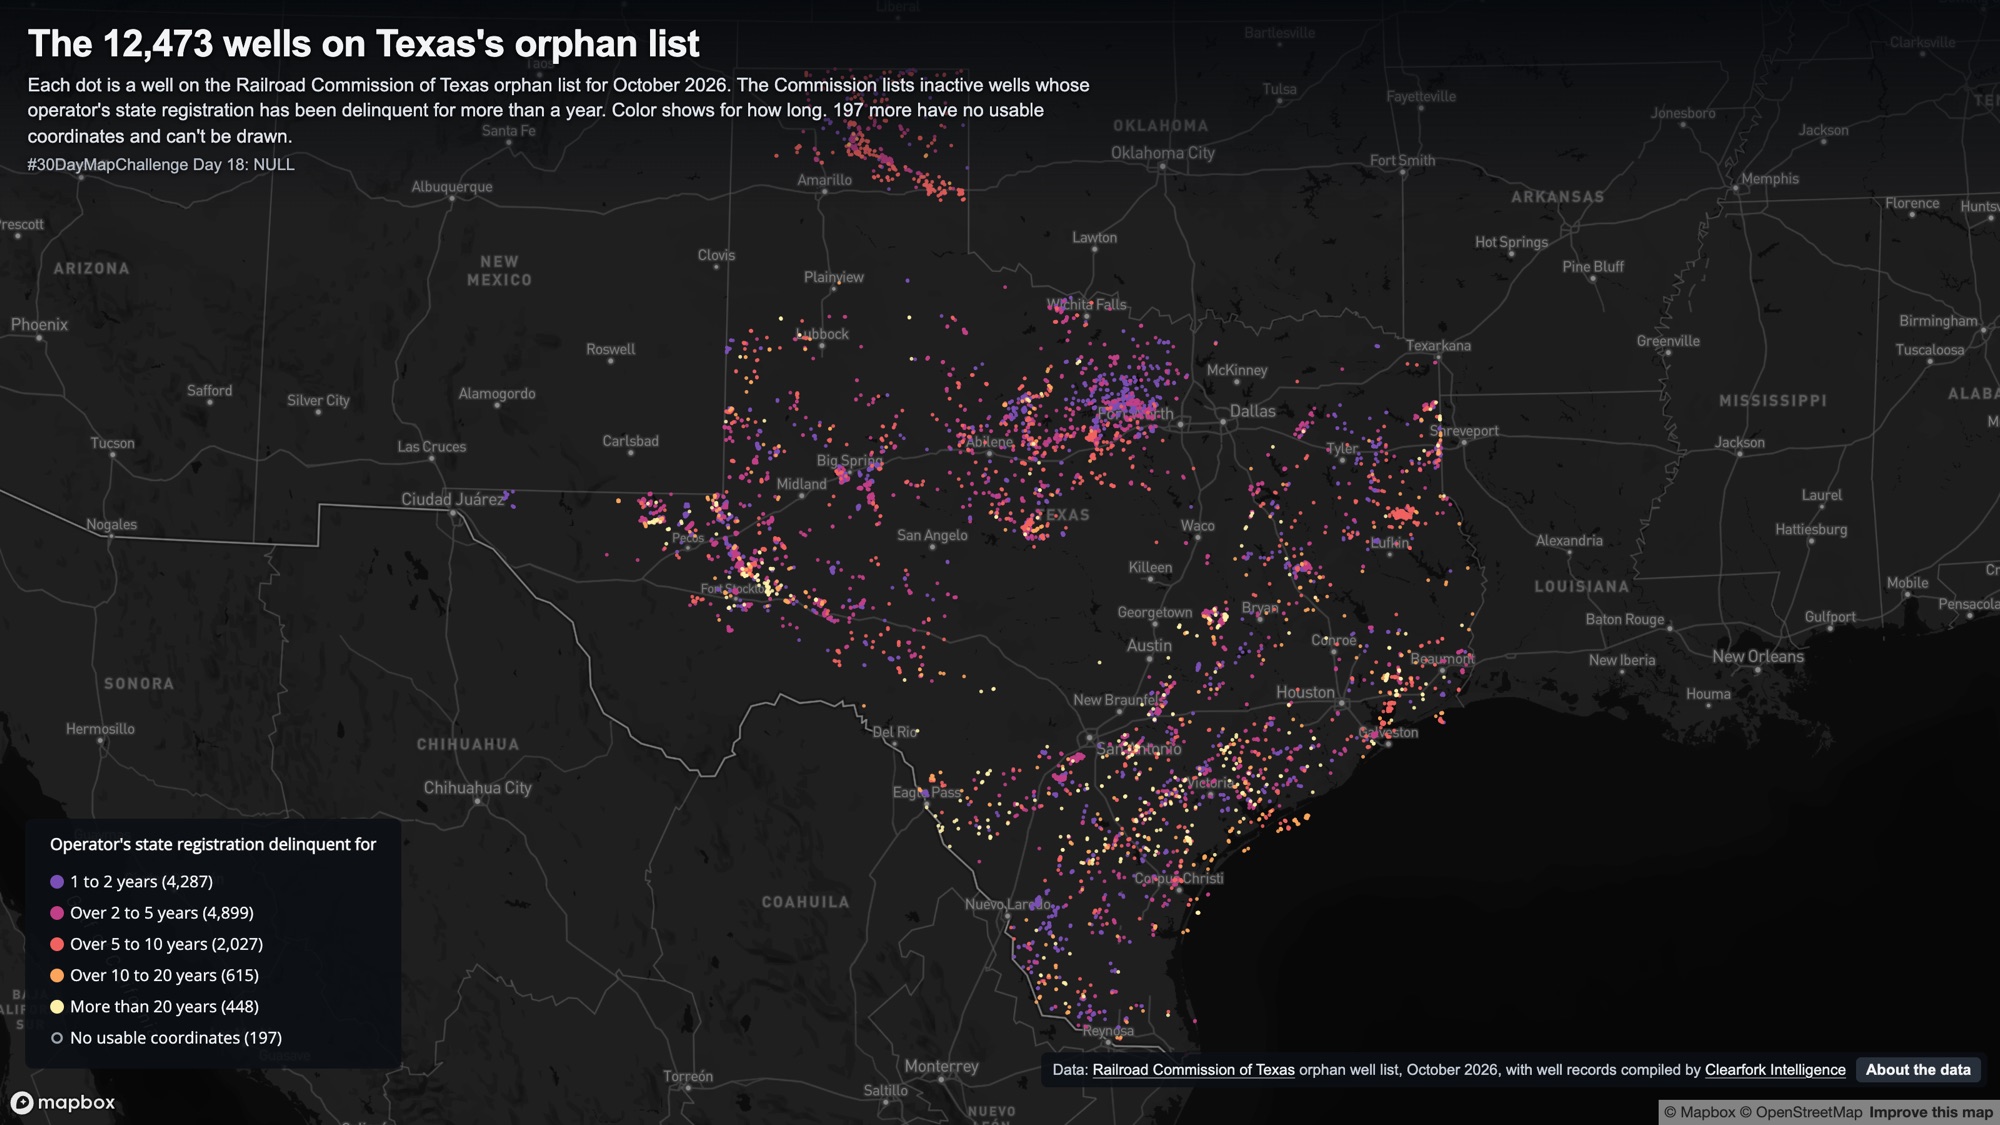 The 12,473 wells on Texas's orphan list
Each dot is a well on the Railroad Commission of Texas orphan list for October 2026. The Commission lists inactive wells whose
operator's state registration has been delinquent for more than a year. Color shows for how long. 197 more have no usable
coordinates and can't be drawn.
#30DayMapChallenge Day 18: NULL
Liberal
Bartlesville
Clarksville
Taos
Tulsa
Fayetteville
Jonesboro
Santa Fe
OKLAHOMA
Jackson
Oklahoma City
Fort Smith
Albuquerque
Amarillo
Memphis
ARKANSAS
Florence
Prescott
Lawton
Hot Springs
Clovis
NEW
MEXICO
ARIZONA
Plainview
Pine Bluff
Wichita Falls
Phoenix
Lubbock
Birmingham
Roswell
Texarkana
Greenville
Tuscaloosa
McKinney
Safford
Silver City
Alamogordo
MISSISSIPPI
Fort Worth
Dallas
Tucson
Las Cruces
Carlsbad
Abilene
Tyler
Shreveport
Jackson
Big Spring
Midland
Ciudad Juárez
Laurel
TEXAS
Nogales
Waco
Hattiesburg
Pecos
San Angelo
Lufkin
Alexandria
Killeen
Fort Stockton
LOUISIANA
Mobile
Georgetown
Bryan
Baton Rouge
Gulfport
Pensacola
Austin
Conroe
Beaumont
New Iberia
New Orleans
SONORA
New Braunfels
Houston
Houma
Hermosillo
Del Rio
Galveston
CHIHUAHUA
San Antonio
Chihuahua City
Eagle Pass
Victoria
Operator's state registration delinquent for
1 to 2 years (4,287)
Over 2 to 5 years (4,899)
Over 5 to 10 years (2,027)
Over 10 to 20 years (615)
More than 20 years (448)
No usable coordinates (197)
Corpus Christi
COAHUILA
Nuevo Laredo
Reynosa
Monterrey
Torreón
Saltillo
NUEVO
Data: Railroad Commission of Texas orphan well list, October 2026, with well records compiled by Clearfork Intelligence
About the data
mapbox
© Mapbox © OpenStreetMap Improve this map